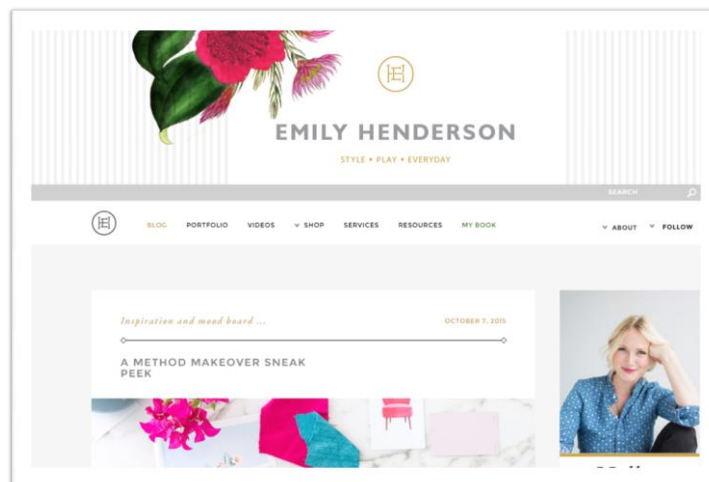 EMILY HENDERSON
STYLE • PLAY • EVERYDAY
SEARCH
BLOG PORTFOLIO VIDEOS SHOP SERVICES RESOURCES MY BOOK ABOUT FOLLOW
Inspiration and mood board ... OCTOBER 7, 2015
A METHOD MAKEOVER SNEAK
PEEK